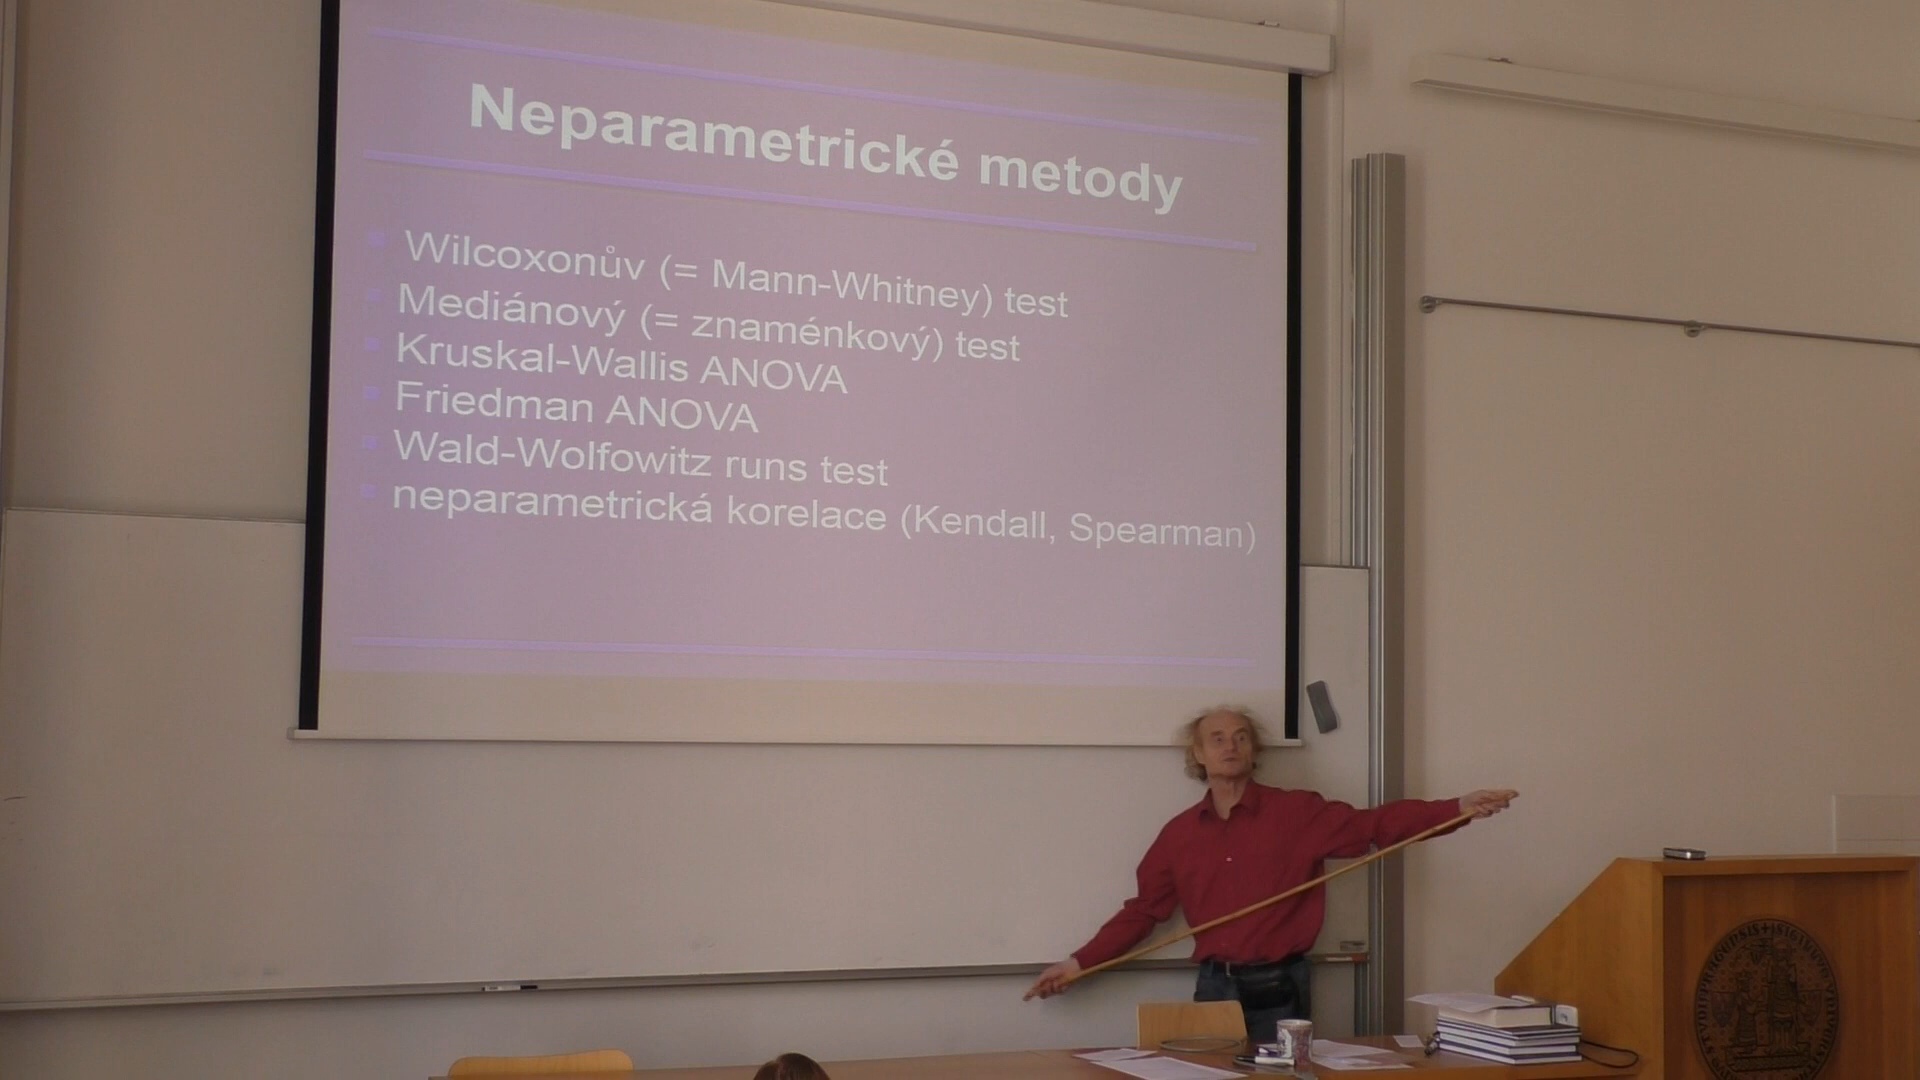 Neparametrické metody
Wilcoxonův (= Mann-Whitney) test
Mediánový (= znaménkový) test
Kruskal-Wallis ANOVA
Friedman ANOVA
Wald-Wolfowitz runs test
neparametrická korelace (Kendall, Spearman)